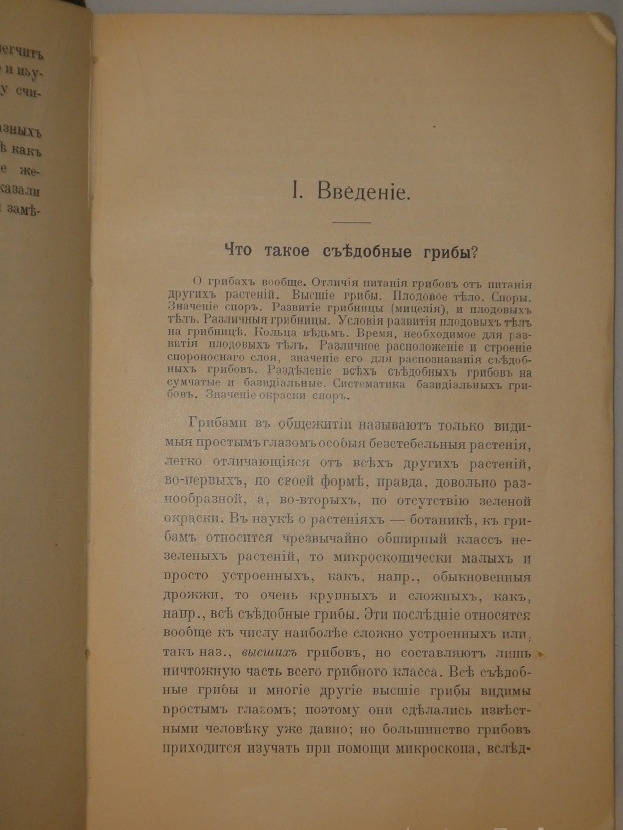 легчитъ
и изу-
у счи-
азныхъ
ѣ какъ
е же-
казали
замѣ-
I. Введеніе.
Что такое съѣдобные грибы?
О грибахъ вообще. Отличія питанія грибовъ отъ питанія
другихъ растеній. Высшіе грибы. Плодовое тѣло. Споры.
Значеніе споръ. Развитіе грибницы (мицелія), и плодовыхъ
тѣлъ. Различныя грибницы. Условія развитія плодовыхъ тѣлъ
на грибницѣ. Кольца вѣдьмъ. Время, необходимое для раз-
витія плодовыхъ тѣлъ. Различное расположеніе и строеніе
спороноснаго слоя, значеніе его для распознаванія съѣдоб-
ныхъ грибовъ. Раздѣленіе всѣхъ съѣдобныхъ грибовъ на
сумчатые и базидіальные. Систематика базидіальныхъ гри-
бовъ. Значеніе окраски споръ.
Грибами въ общежитіи называютъ только види-
мыя простымъ глазомъ особыя безстебельныя растенія,
легко отличающіяся отъ всѣхъ другихъ растеній,
во-первыхъ, по своей формѣ, правда, довольно раз-
нообразной, а, во-вторыхъ, по отсутствію зеленой
окраски. Въ наукѣ о растеніяхъ — ботаникѣ, къ гри-
бамъ относится чрезвычайно обширный классъ не-
зеленыхъ растеній, то микроскопически малыхъ и
просто устроенныхъ, какъ, напр., обыкновенныя
дрожжи, то очень крупныхъ и сложныхъ, какъ,
напр., всѣ съѣдобные грибы. Эти послѣдніе относятся
вообще къ числу наиболѣе сложно устроенныхъ или,
такъ наз., высшихъ грибовъ, но составляютъ лишь
ничтожную часть всего грибного класса. Всѣ съѣдоб-
ные грибы и многіе другіе высшіе грибы видимы
простымъ глазомъ; поэтому они сдѣлались извѣст-
ными человѣку уже давно; но большинство грибовъ
приходится изучать при помощи микроскопа, вслѣд-